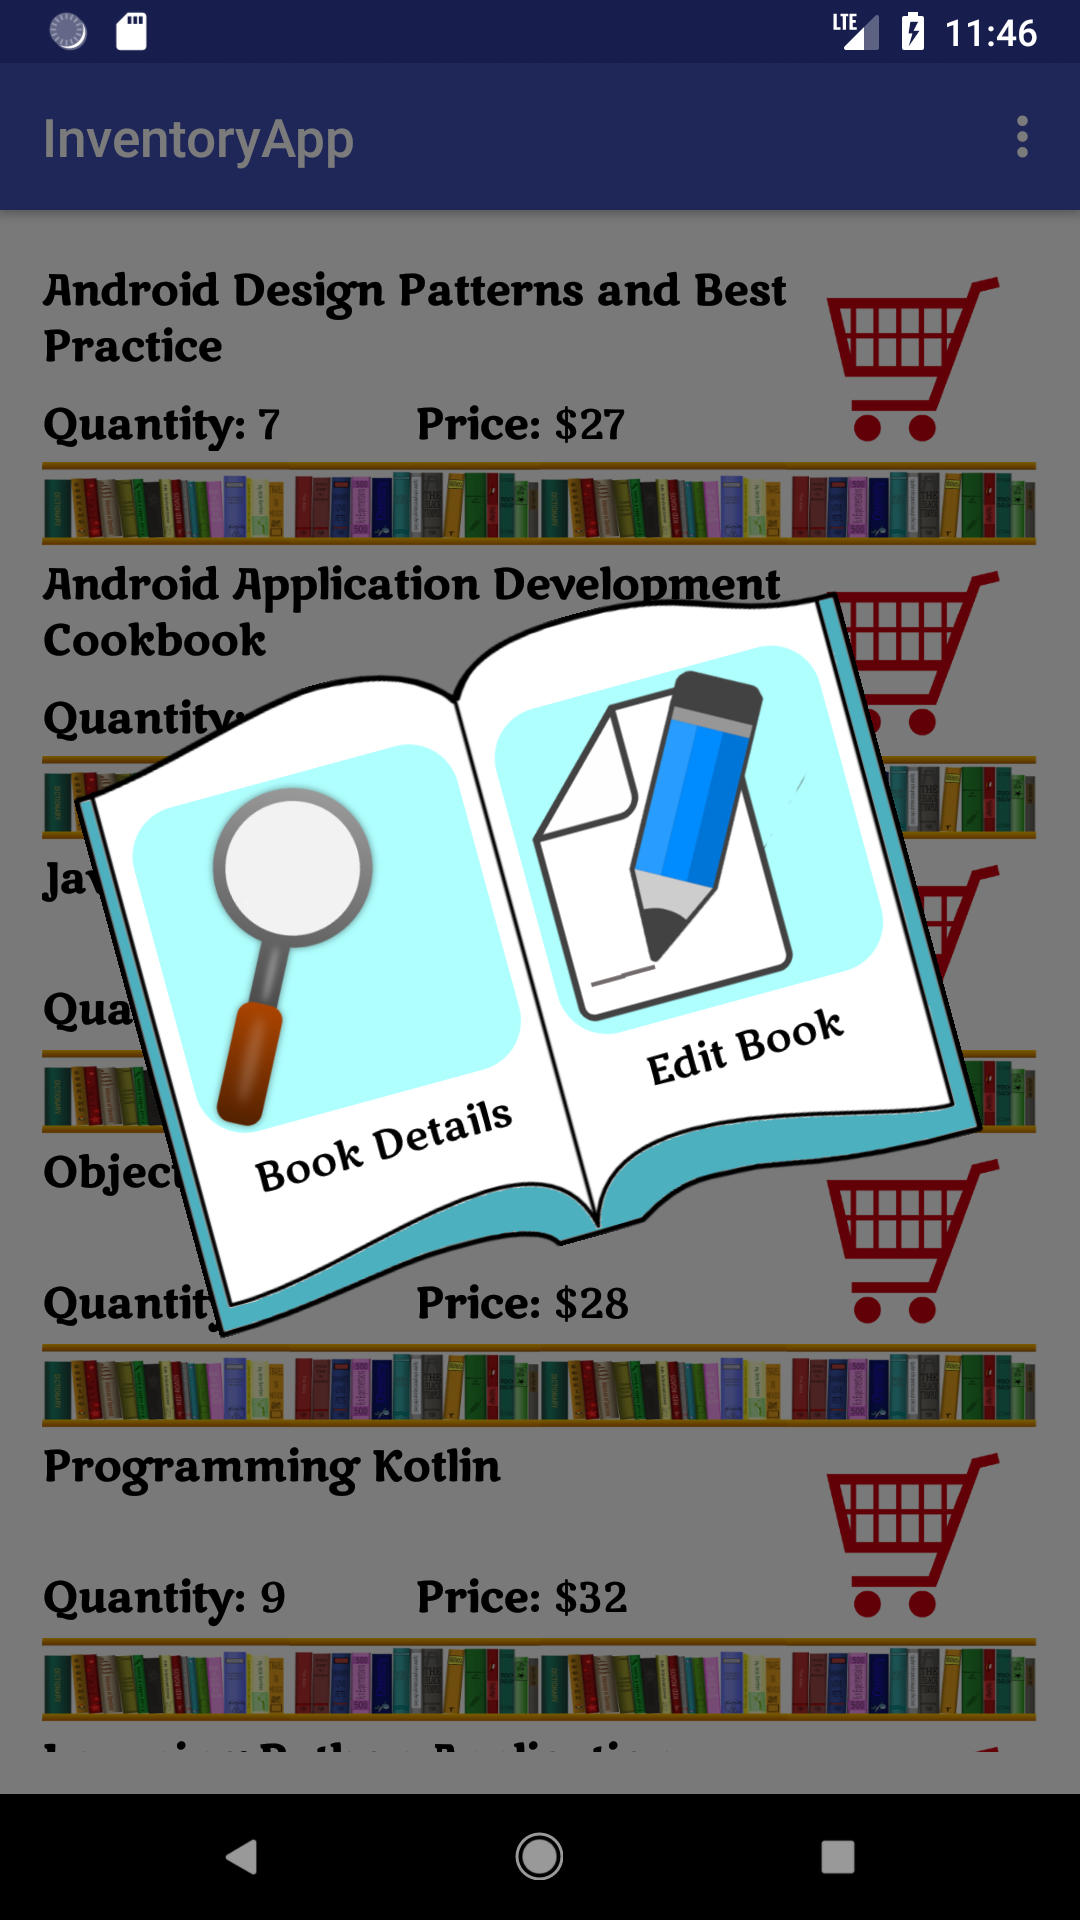 LTE 11:46
InventoryApp
Android Design Patterns and Best
Practice
Quantity: 7 Price: $27
Android Application Development
Cookbook
Quantity:
Book Details
Edit Book
Price: $28
Programming Kotlin
Quantity: 9 Price: $32